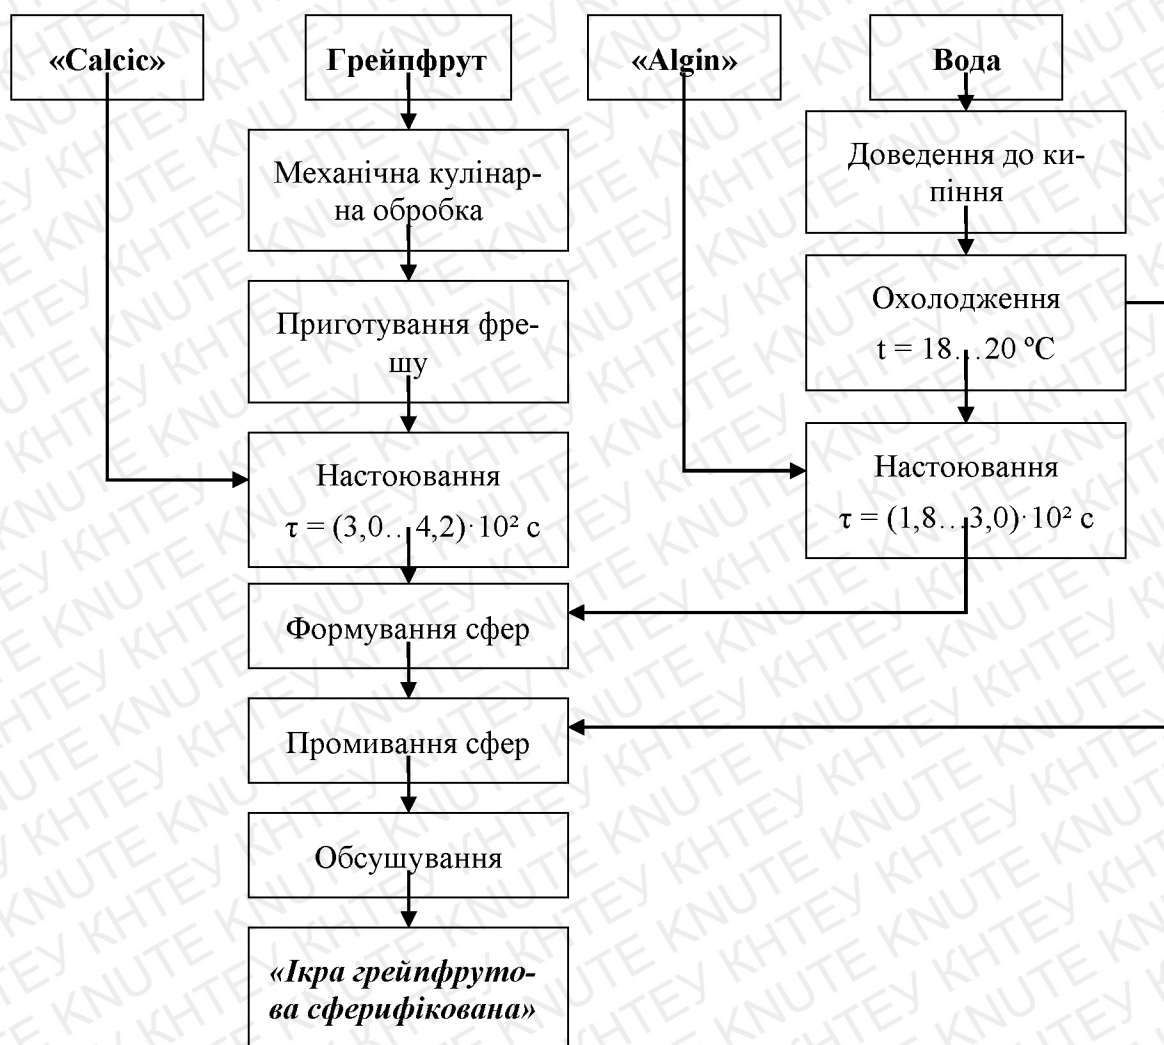 «Calcic»
Грейпфрут
«Algin»
Вода
Механічна кулінар-
на обробка
Доведення до ки-
піння
Приготування фре-
шу
Охолодження
t = 18…20 ºС
Настоювання
τ = (3,0…4,2)·10² с
Настоювання
τ = (1,8…3,0)·10² с
Формування сфер
Промивання сфер
Обсушування
«Ікра грейпфруто-
ва сферифікована»